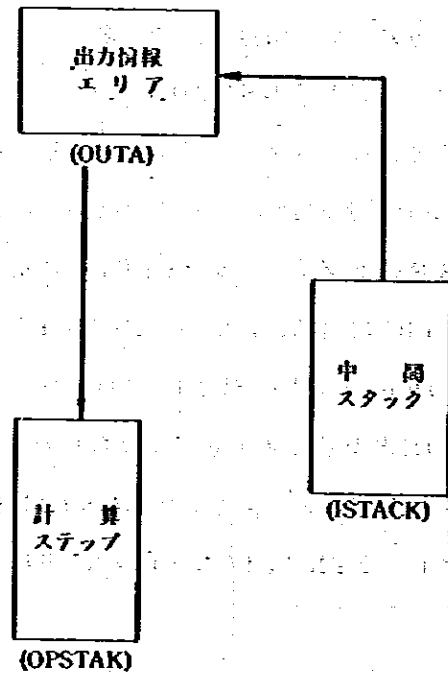 出力情報
エリア
(OUTA)
中間
スタック
(ISTACK)
計算
ステップ
(OPSTAK)